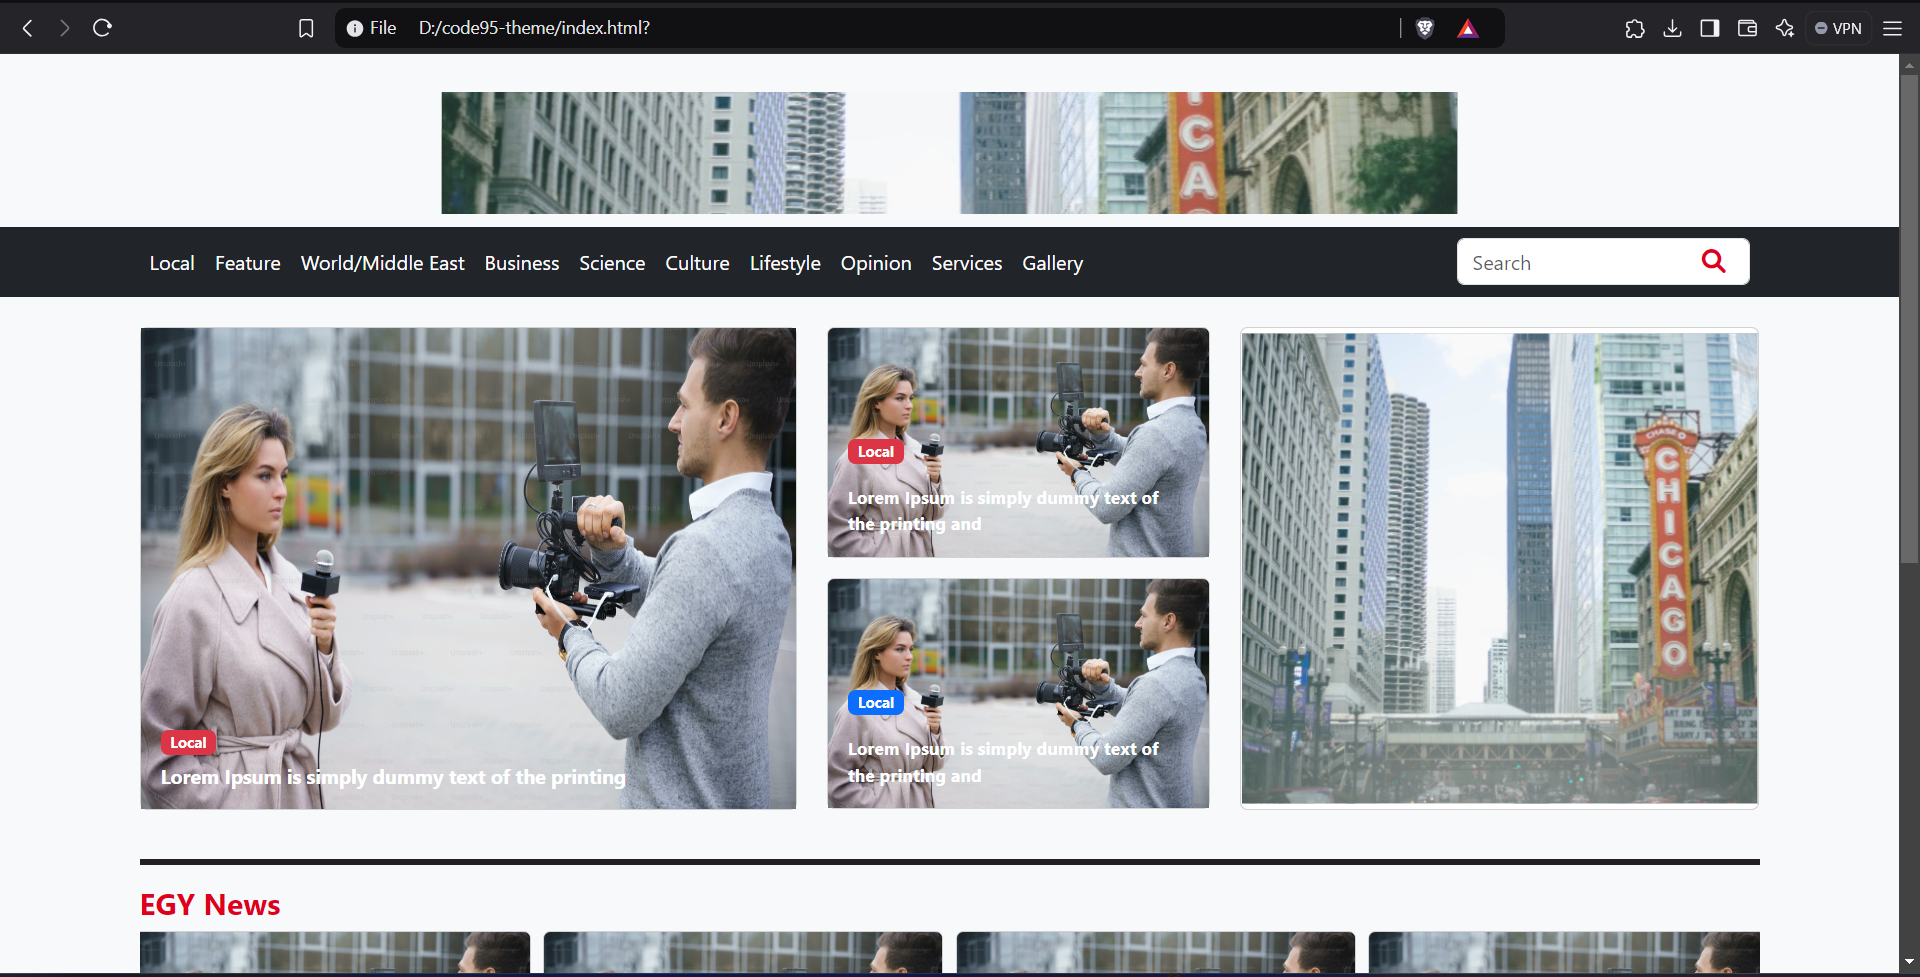 File D:/code95-theme/index.html?
VPN
ICA
Local Feature World/Middle East Business Science Culture Lifestyle Opinion Services Gallery
Search
Local
Lorem Ipsum is simply dummy text of the printing
Local
Lorem Ipsum is simply dummy text of
the printing and
Local
Lorem Ipsum is simply dummy text of
the printing and
CHASE
CHICAGO
EGY News